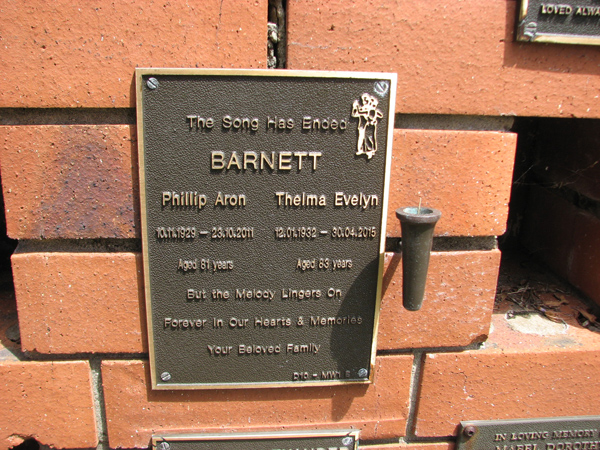 The Song Has Ended
BARNETT
Phillip Aron Thelma Evelyn
10.11.1929 – 23.10.2011 12.01.1932 – 30.04.2015
Aged 81 years Aged 83 years
But the Melody Lingers On
Forever In Our Hearts & Memories
Your Beloved Family
LOVED ALWA
IN LOVING MEMORY
MABEL DOROTH